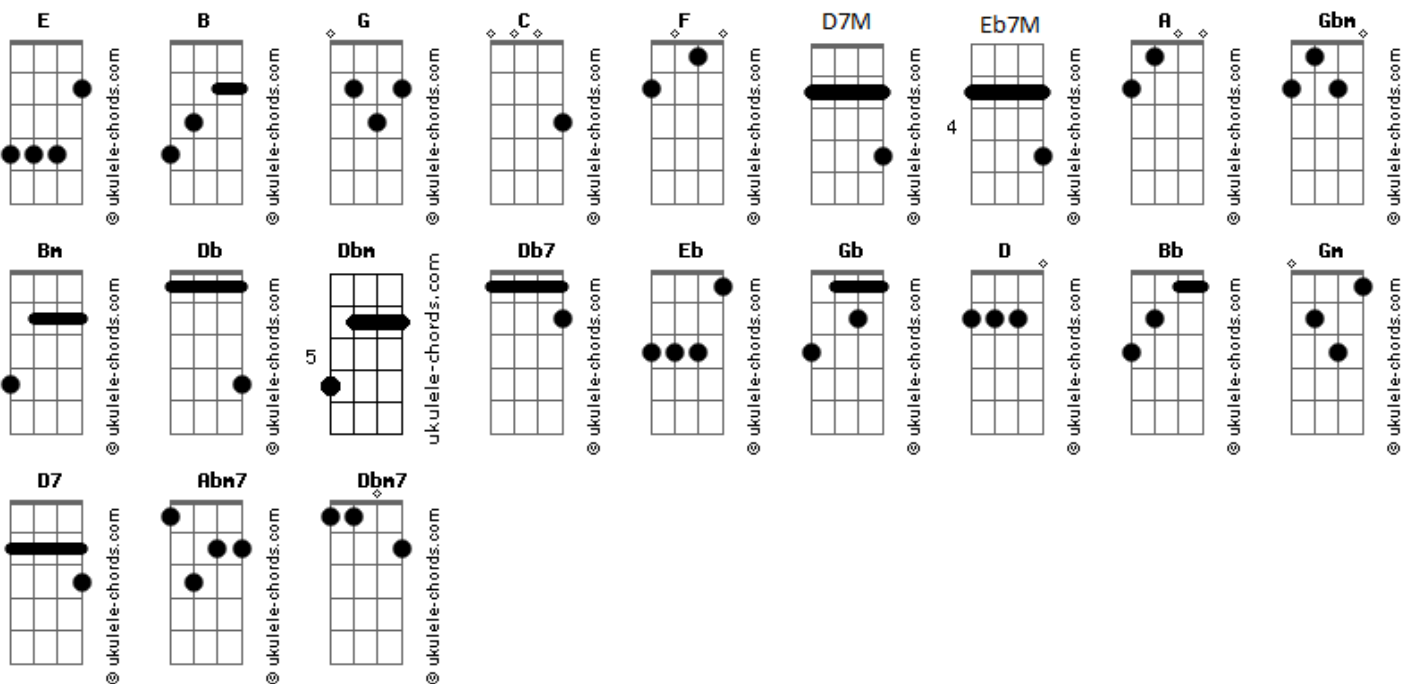 E B G C F D7M Eb7M A Gbm
© ukulele-chords.com © ukulele-chords.com © ukulele-chords.com © ukulele-chords.com © ukulele-chords.com © ukulele-chords.com 4 © ukulele-chords.com © ukulele-chords.com © ukulele-chords.com
Bm Db Dbm Db7 Eb Gb D Bb Gm
© ukulele-chords.com © ukulele-chords.com 5 ukulele-chords.com © ukulele-chords.com © ukulele-chords.com © ukulele-chords.com © ukulele-chords.com © ukulele-chords.com © ukulele-chords.com
D7 Abm7 Dbm7
© ukulele-chords.com © ukulele-chords.com © ukulele-chords.com